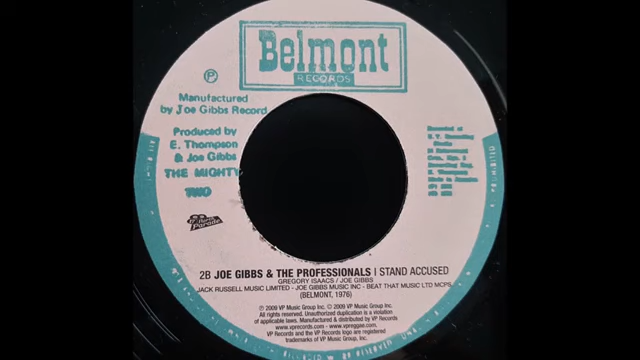 Belmont
RECORDS
℗
Manufactured
by Joe Gibbs Record
Produced by
E. Thompson
& Joe Gibbs
THE MIGHTY
TWO
Parade
2B JOE GIBBS & THE PROFESSIONALS | I STAND ACCUSED
GREGORY ISAACS / JOE GIBBS
JACK RUSSELL MUSIC LIMITED - JOE GIBBS MUSIC INC - BEAT THAT MUSIC LTD MCPS
(BELMONT, 1976)
℗ 2009 VP Music Group Inc. © 2009 VP Music Group Inc.
All rights reserved. Unauthorized duplication is a violation
of applicable laws. Manufactured & distributed by VP Records
www.vprecords.com - www.vpreggae.com.
VP Records and the VP Records logo are registered
trademarks of VP Music Group, Inc.
PROHIBITED